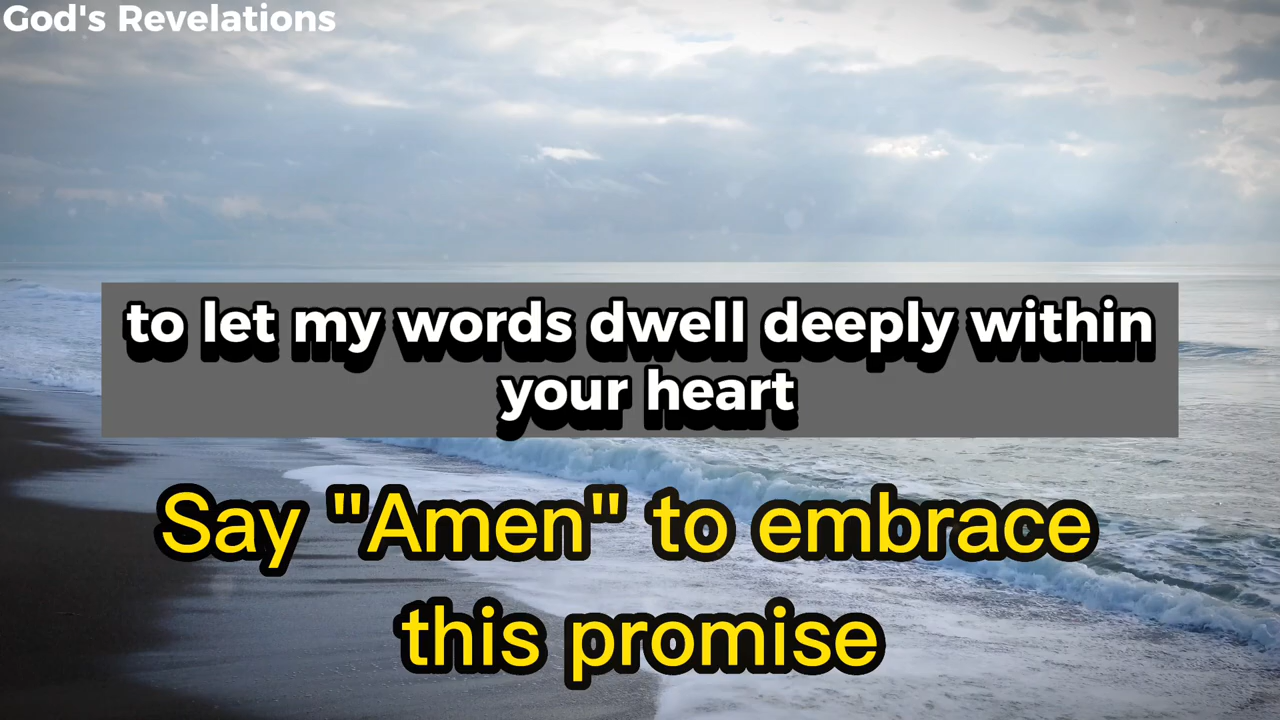 God's Revelations
to let my words dwell deeply within
your heart
Say "Amen" to embrace
this promise